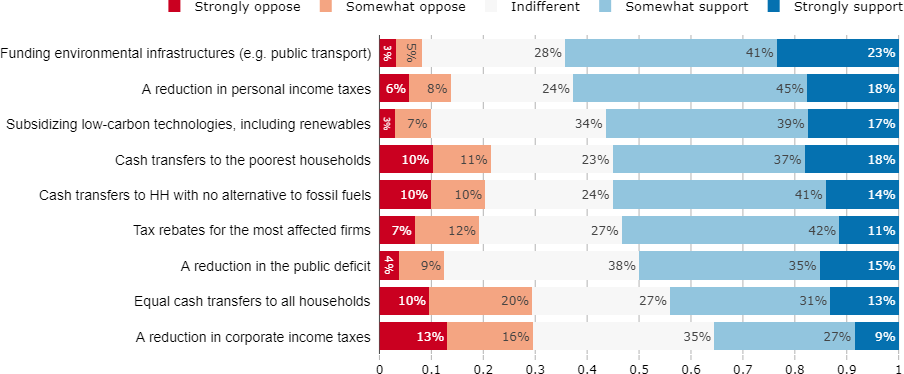 Strongly oppose Somewhat oppose Indifferent Somewhat support Strongly support
Funding environmental infrastructures (e.g. public transport) 3% 5% 28% 41% 23%
A reduction in personal income taxes 6% 8% 24% 45% 18%
Subsidizing low-carbon technologies, including renewables 3% 7% 34% 39% 17%
Cash transfers to the poorest households 10% 11% 23% 37% 18%
Cash transfers to HH with no alternative to fossil fuels 10% 10% 24% 41% 14%
Tax rebates for the most affected firms 7% 12% 27% 42% 11%
A reduction in the public deficit 4% 9% 38% 35% 15%
Equal cash transfers to all households 10% 20% 27% 31% 13%
A reduction in corporate income taxes 13% 16% 35% 27% 9%
0 0.1 0.2 0.3 0.4 0.5 0.6 0.7 0.8 0.9 1